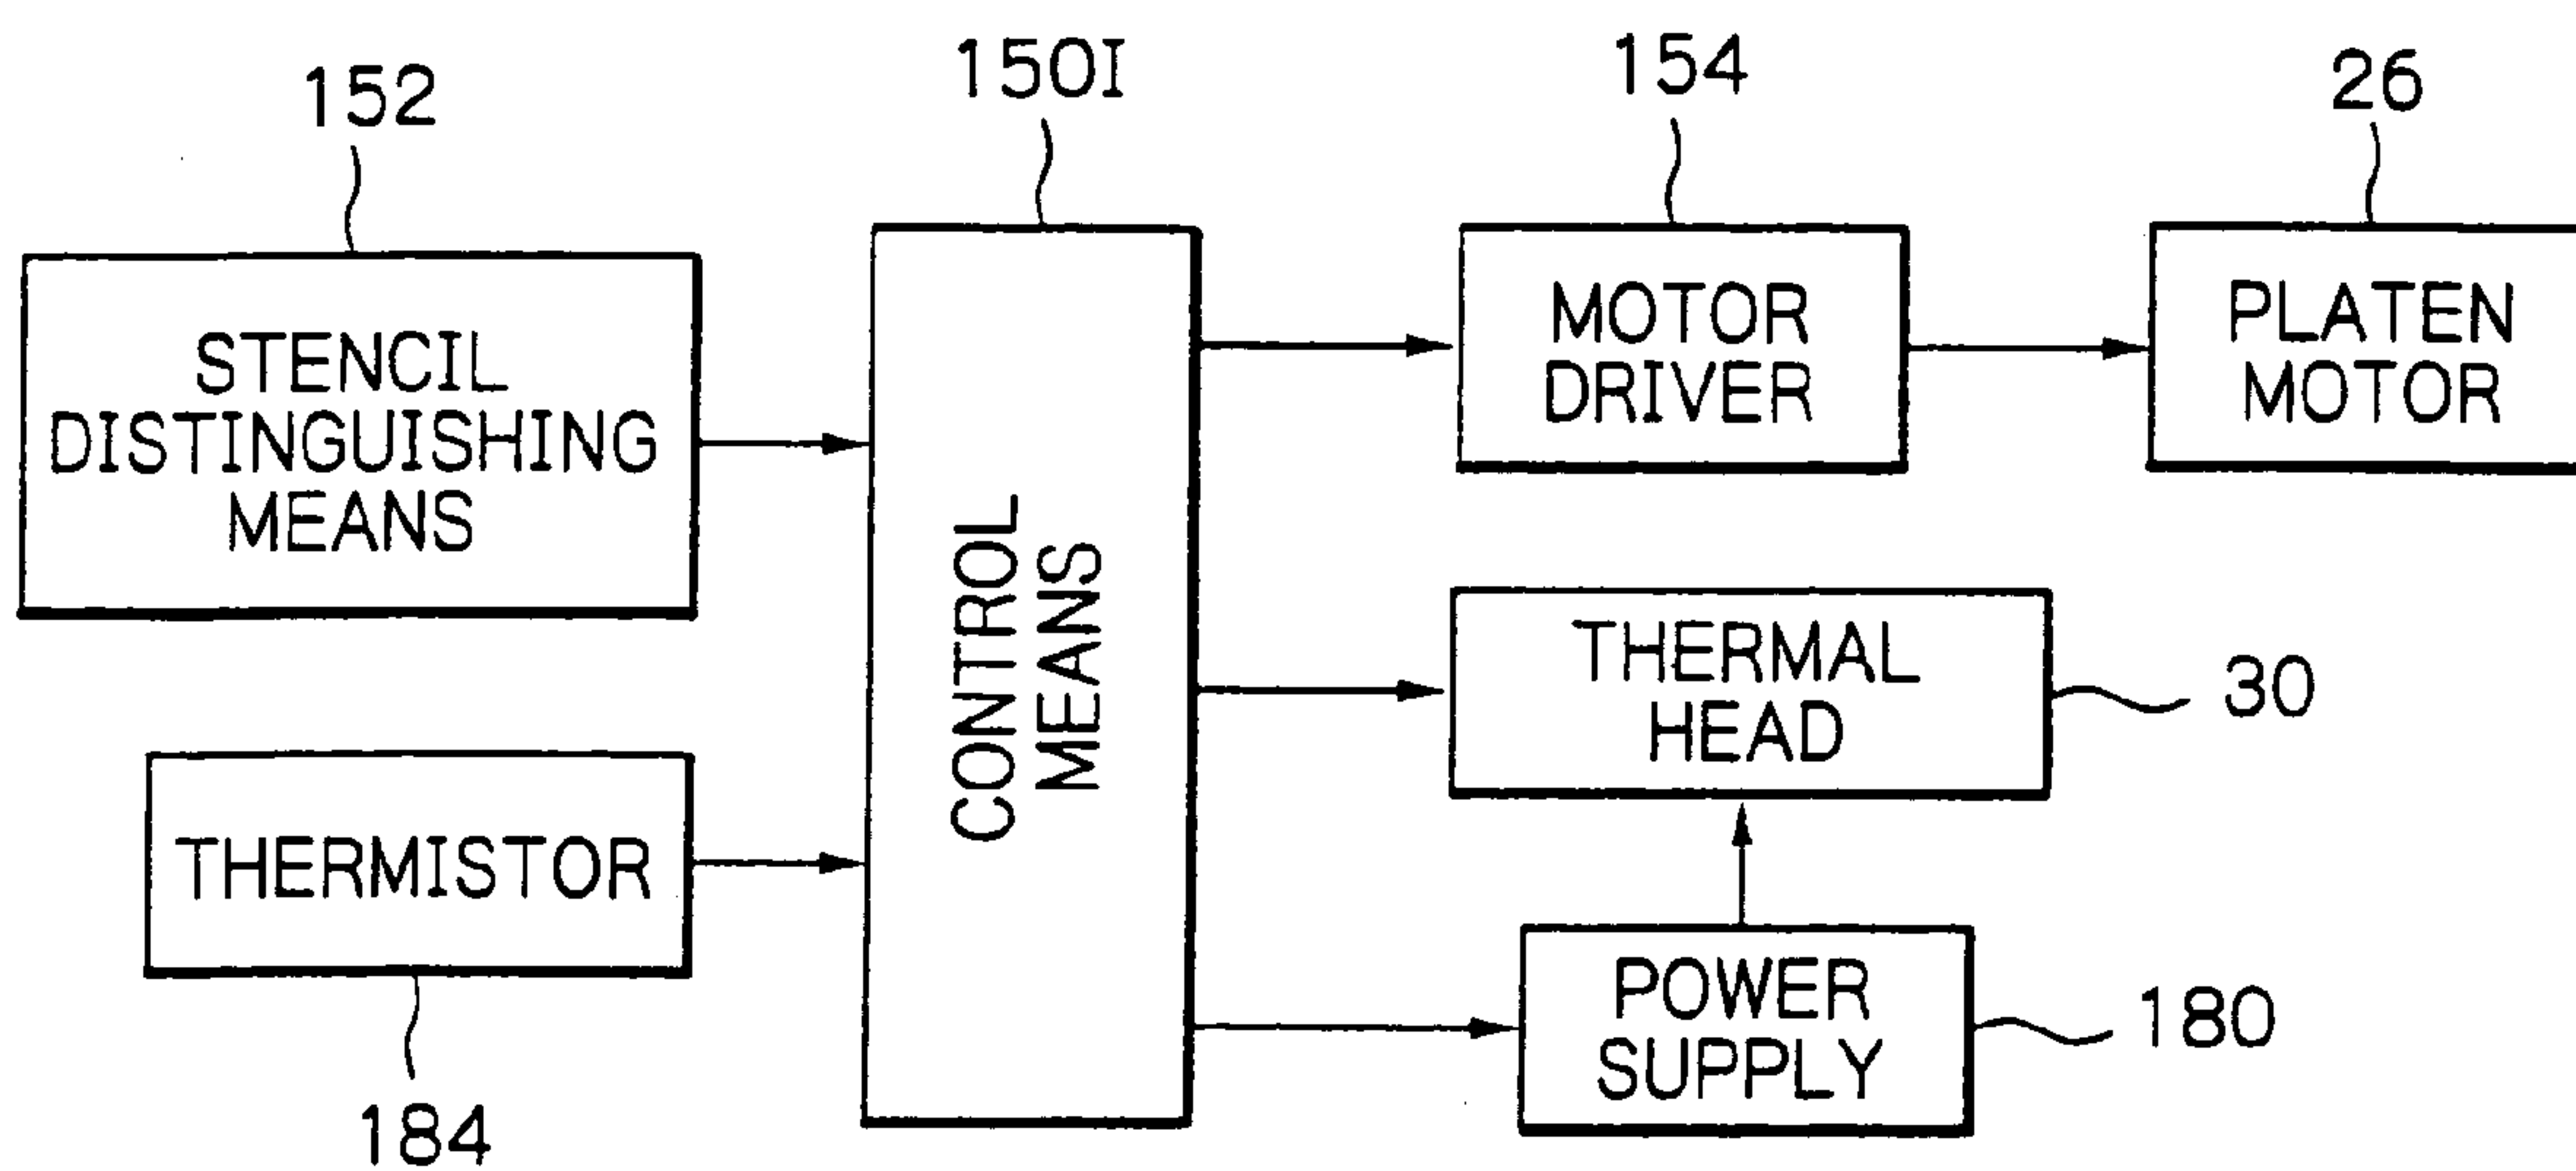 152
150I
154
26
STENCIL
DISTINGUISHING
MEANS
CONTROL
MEANS
MOTOR
DRIVER
PLATEN
MOTOR
THERMAL
HEAD
30
THERMISTOR
184
POWER
SUPPLY
180